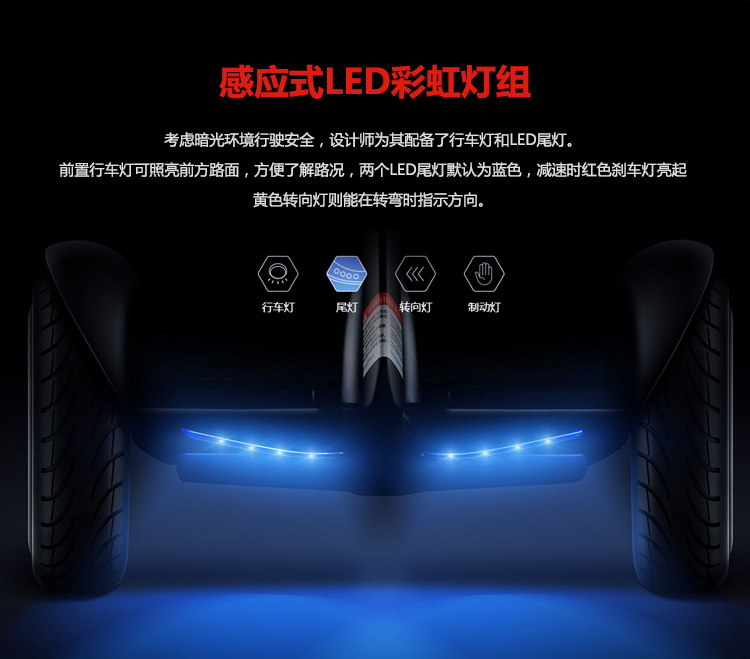 感应式LED彩虹灯组
考虑暗光环境行驶安全，设计师为其配备了行车灯和LED尾灯。
前置行车灯可照亮前方路面，方便了解路况，两个LED尾灯默认为蓝色，减速时红色刹车灯亮起
黄色转向灯则能在转弯时指示方向。
行车灯 尾灯 转向灯 制动灯